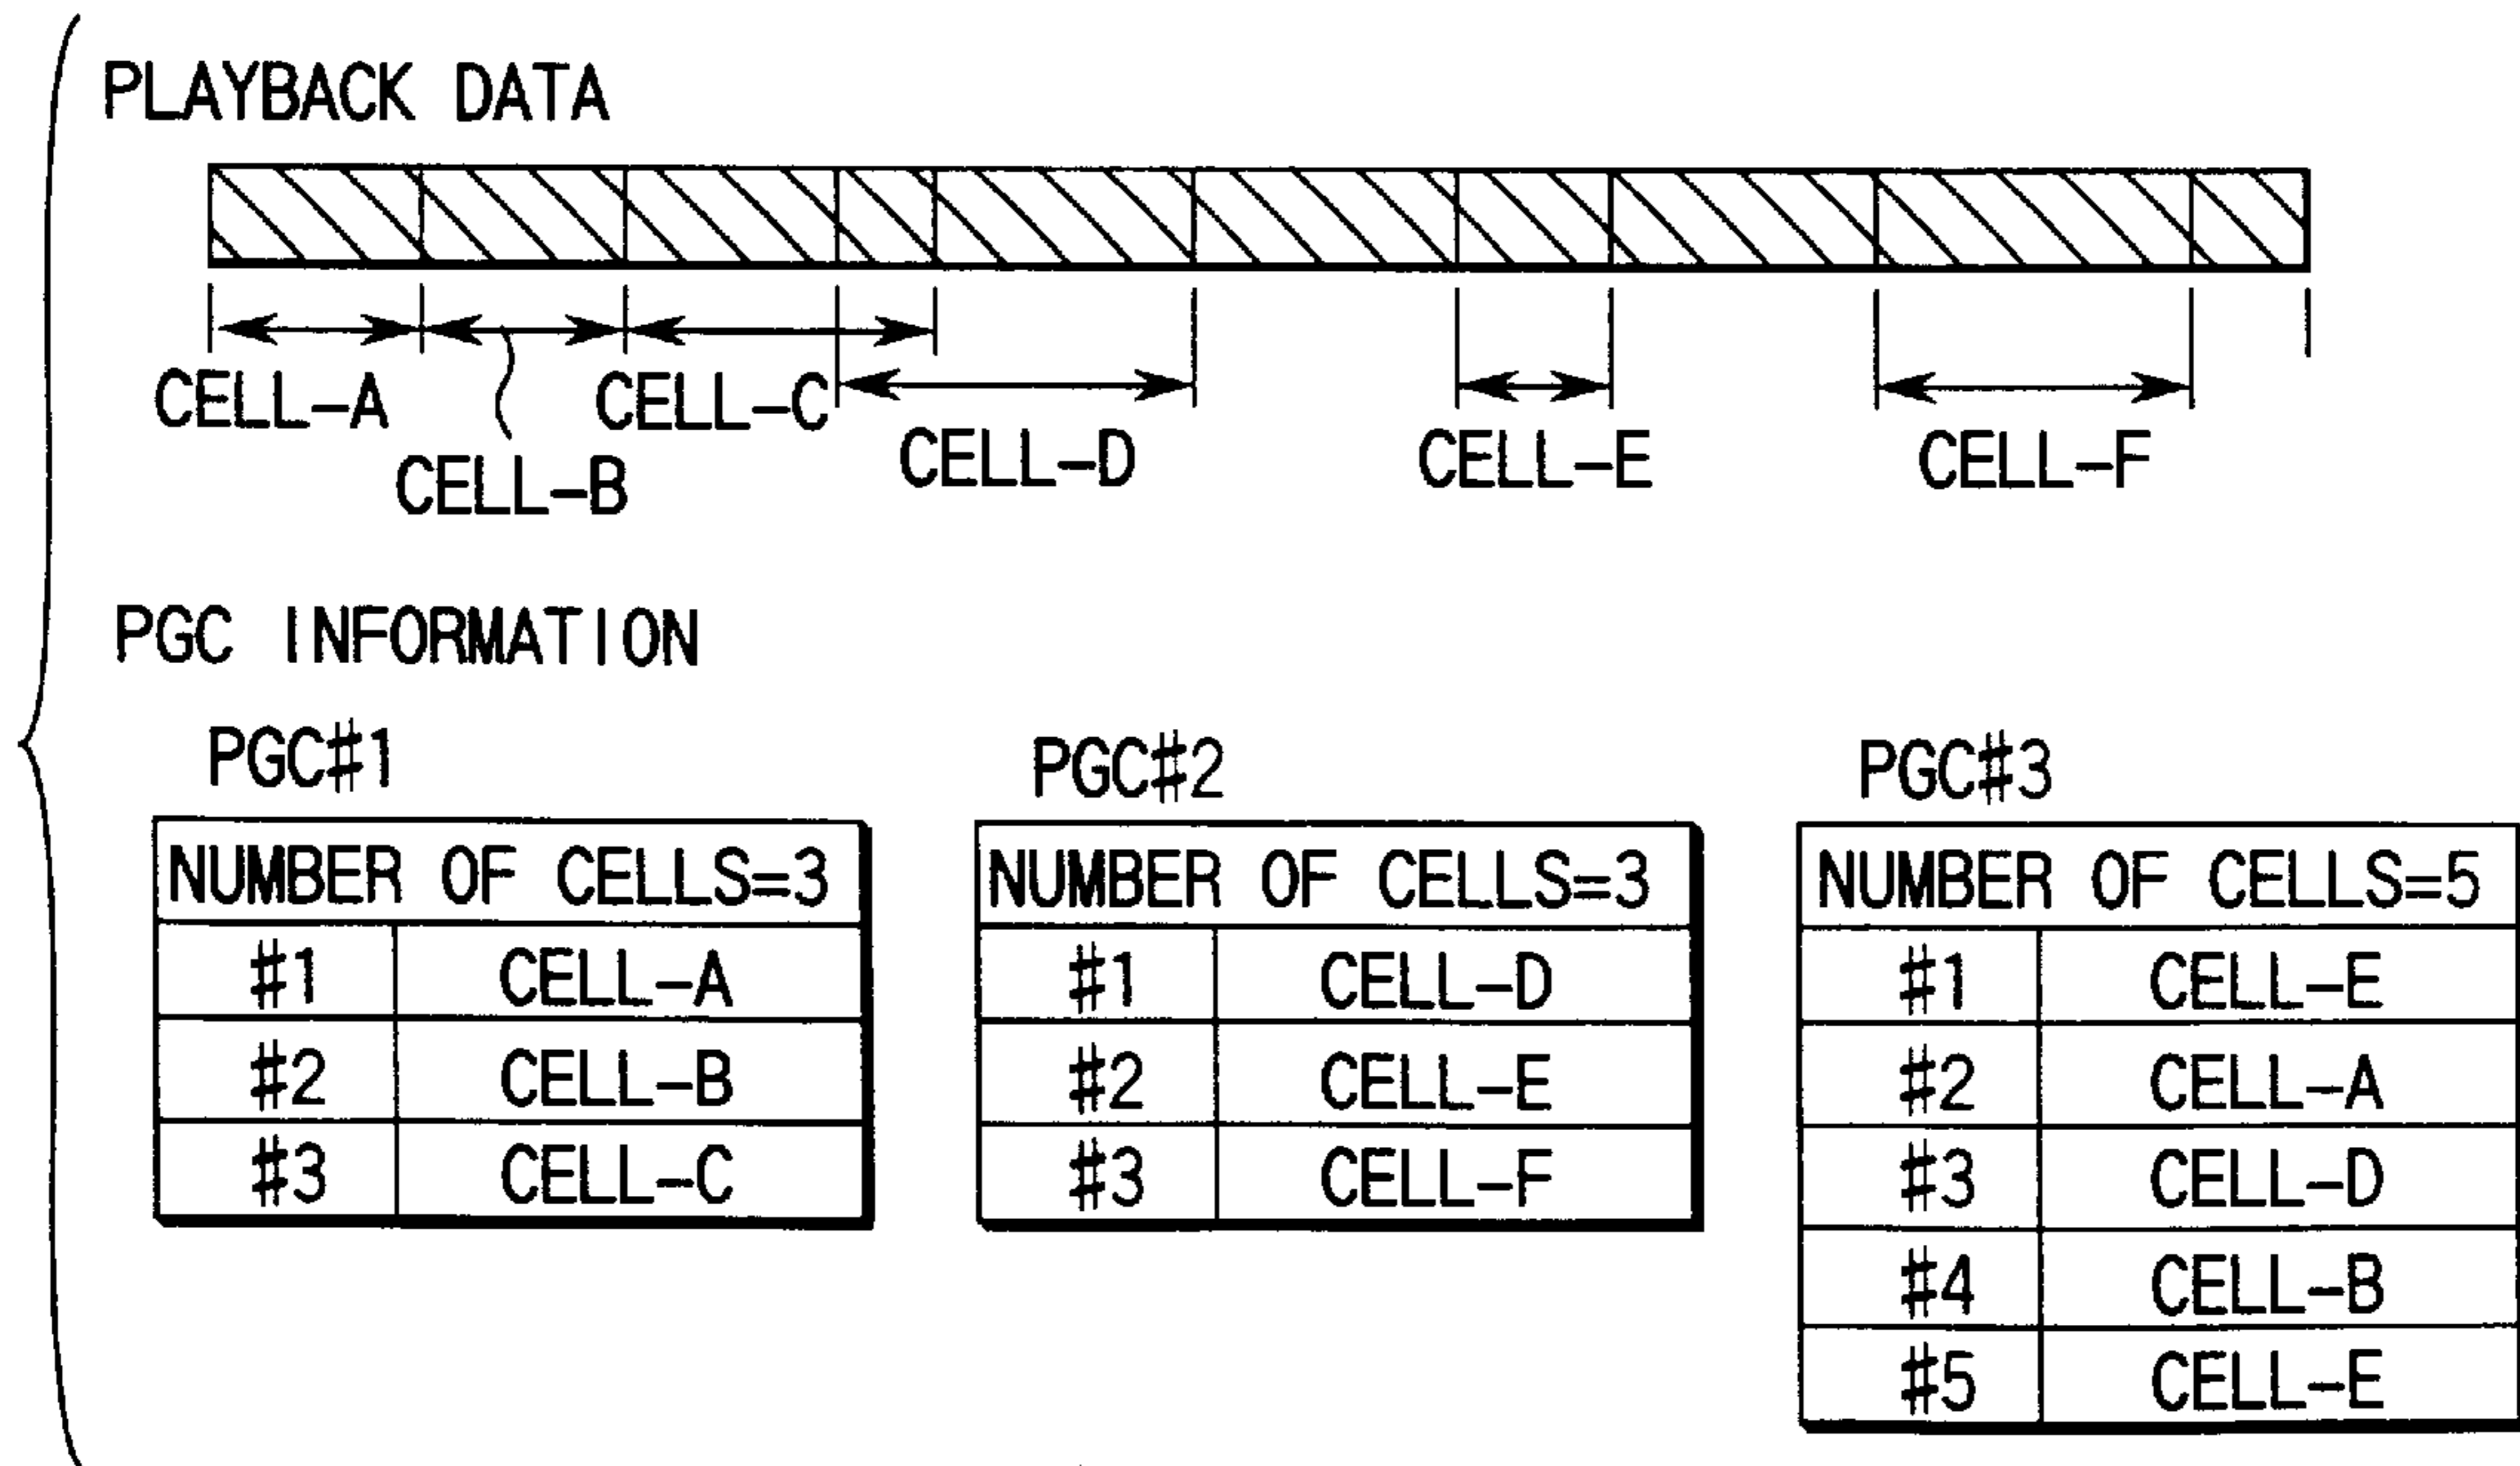 PLAYBACK DATA
CELL-A
CELL-B
CELL-C
CELL-D
CELL-E
CELL-F
PGC INFORMATION
PGC#1
NUMBER OF CELLS=3
#1 CELL-A
#2 CELL-B
#3 CELL-C
PGC#2
NUMBER OF CELLS=3
#1 CELL-D
#2 CELL-E
#3 CELL-F
PGC#3
NUMBER OF CELLS=5
#1 CELL-E
#2 CELL-A
#3 CELL-D
#4 CELL-B
#5 CELL-E